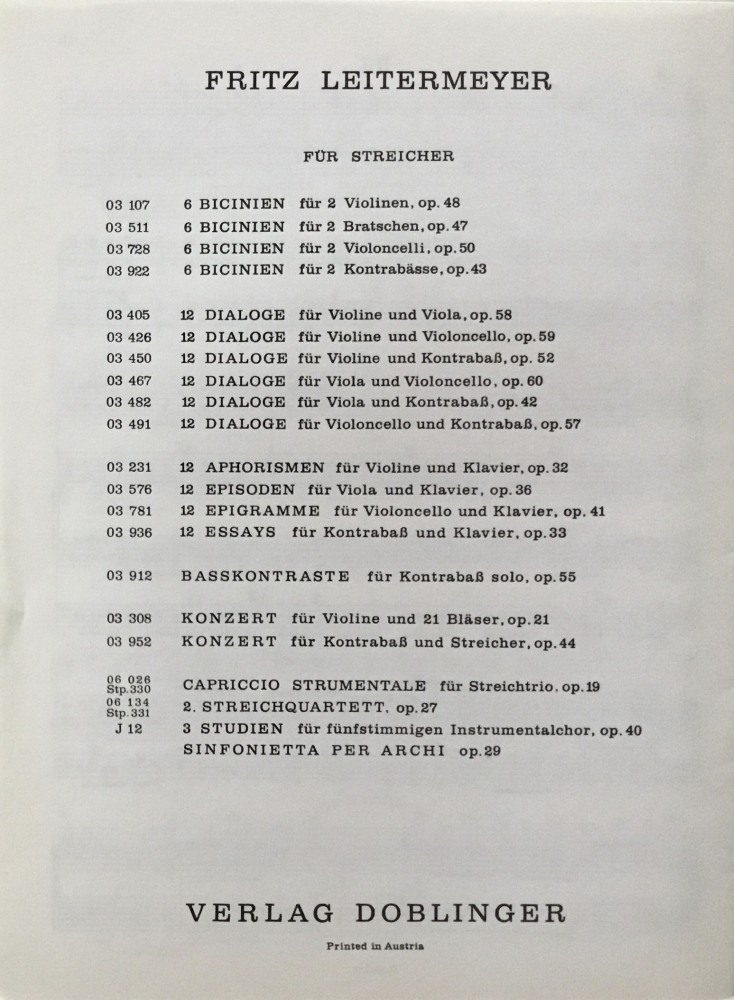 FRITZ LEITERMEYER
FÜR STREICHER
03 107 6 BICINIEN für 2 Violinen, op. 48
03 511 6 BICINIEN für 2 Bratschen, op. 47
03 728 6 BICINIEN für 2 Violoncelli, op. 50
03 922 6 BICINIEN für 2 Kontrabässe, op. 43
03 405 12 DIALOGE für Violine und Viola, op. 58
03 426 12 DIALOGE für Violine und Violoncello, op. 59
03 450 12 DIALOGE für Violine und Kontrabaß, op. 52
03 467 12 DIALOGE für Viola und Violoncello, op. 60
03 482 12 DIALOGE für Viola und Kontrabaß, op. 42
03 491 12 DIALOGE für Violoncello und Kontrabaß, op. 57
03 231 12 APHORISMEN für Violine und Klavier, op. 32
03 576 12 EPISODEN für Viola und Klavier, op. 36
03 781 12 EPIGRAMME für Violoncello und Klavier, op. 41
03 936 12 ESSAYS für Kontrabaß und Klavier, op. 33
03 912 BASSKONTRASTE für Kontrabaß solo, op. 55
03 308 KONZERT für Violine und 21 Bläser, op. 21
03 952 KONZERT für Kontrabaß und Streicher, op. 44
06 026
Stp. 330 CAPRICCIO STRUMENTALE für Streichtrio, op. 19
06 134
Stp. 331 2. STREICHQUARTETT, op. 27
J 12 3 STUDIEN für fünfstimmigen Instrumentalchor, op. 40
SINFONIETTA PER ARCHI op. 29
VERLAG DOBLINGER
Printed in Austria